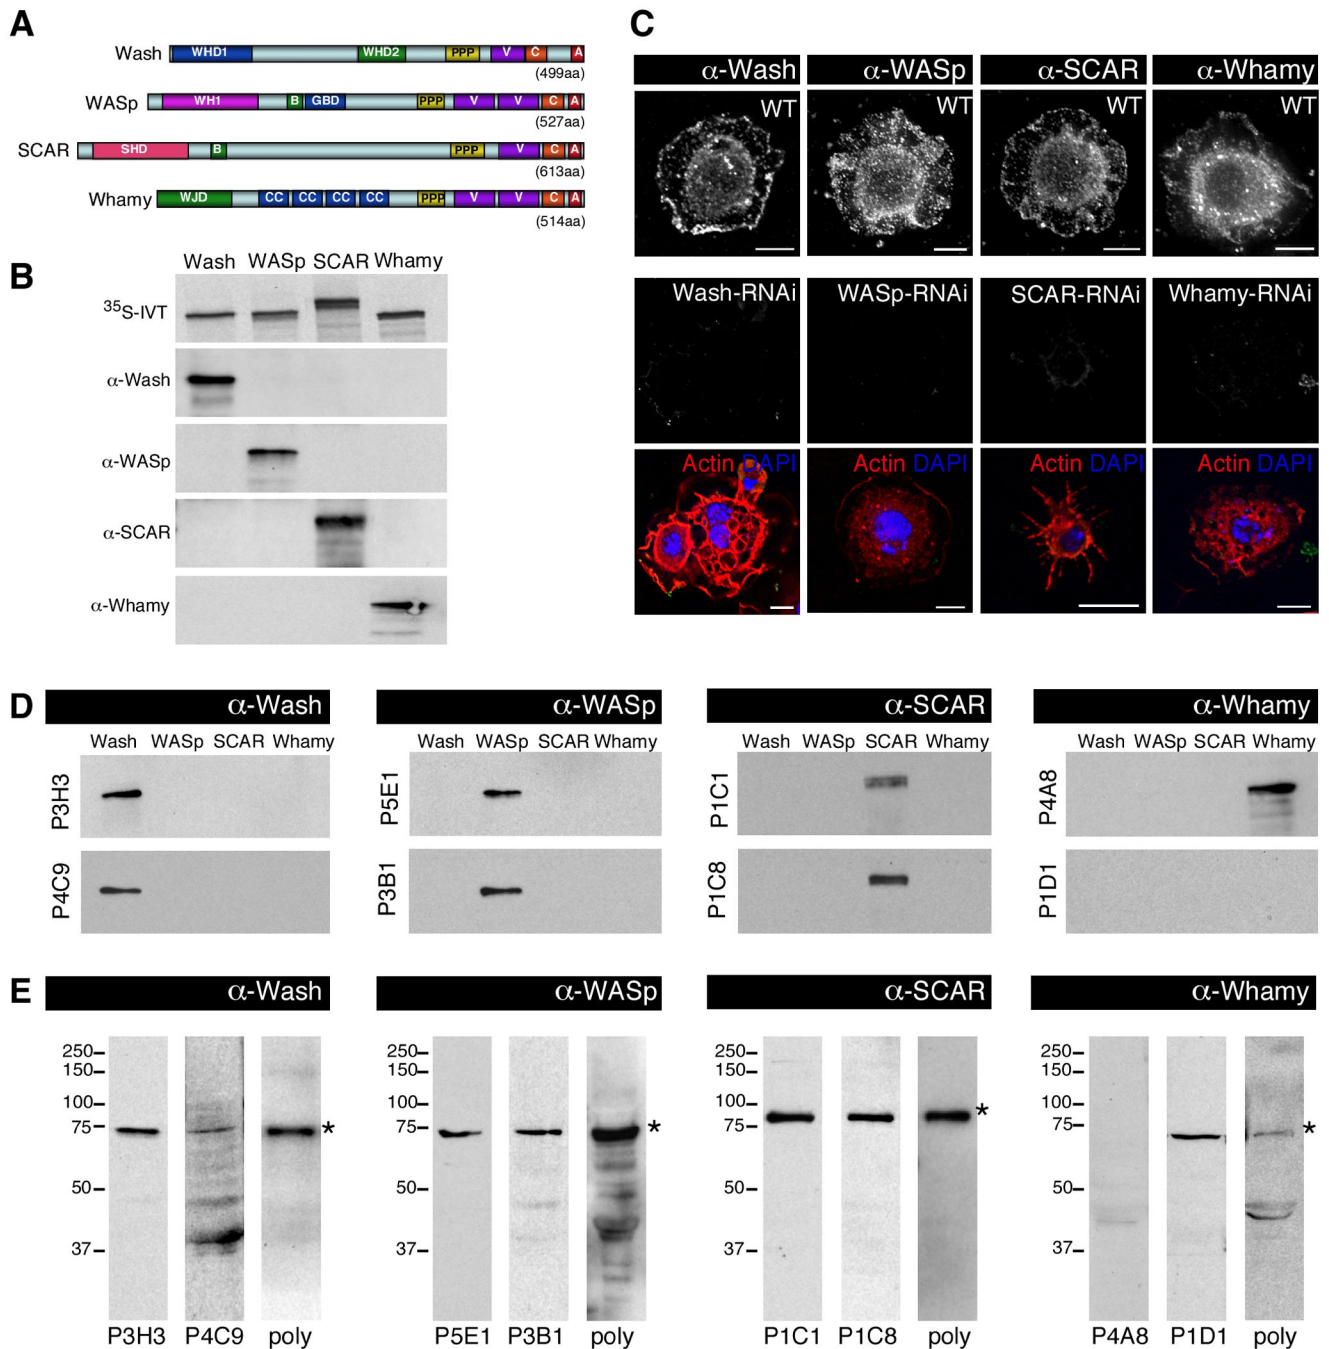 A
Wash WHD1 WHD2 PPP V C A
(499aa)
WASp WH1 B GBD PPP V V C A
(527aa)
SCAR SHD B PPP V C A
(613aa)
Whamy WJD CC CC CC CC PPP V V C A
(514aa)
B
Wash WASp SCAR Whamy
35S-IVT
α-Wash
α-WASp
α-SCAR
α-Whamy
C
α-Wash α-WASp α-SCAR α-Whamy
WT WT WT WT
Wash-RNAi WASp-RNAi SCAR-RNAi Whamy-RNAi
Actin DAPI Actin DAPI Actin DAPI Actin DAPI
D
α-Wash α-WASp α-SCAR α-Whamy
Wash WASp SCAR Whamy Wash WASp SCAR Whamy Wash WASp SCAR Whamy Wash WASp SCAR Whamy
P3H3 P5E1 P1C1 P4A8
P4C9 P3B1 P1C8 P1D1
E
α-Wash α-WASp α-SCAR α-Whamy
250 250 250 250
150 150 150 150
100 100 100 100
75 * 75 * 75 * 75 *
50 50 50 50
37 37 37 37
P3H3 P4C9 poly P5E1 P3B1 poly P1C1 P1C8 poly P4A8 P1D1 poly